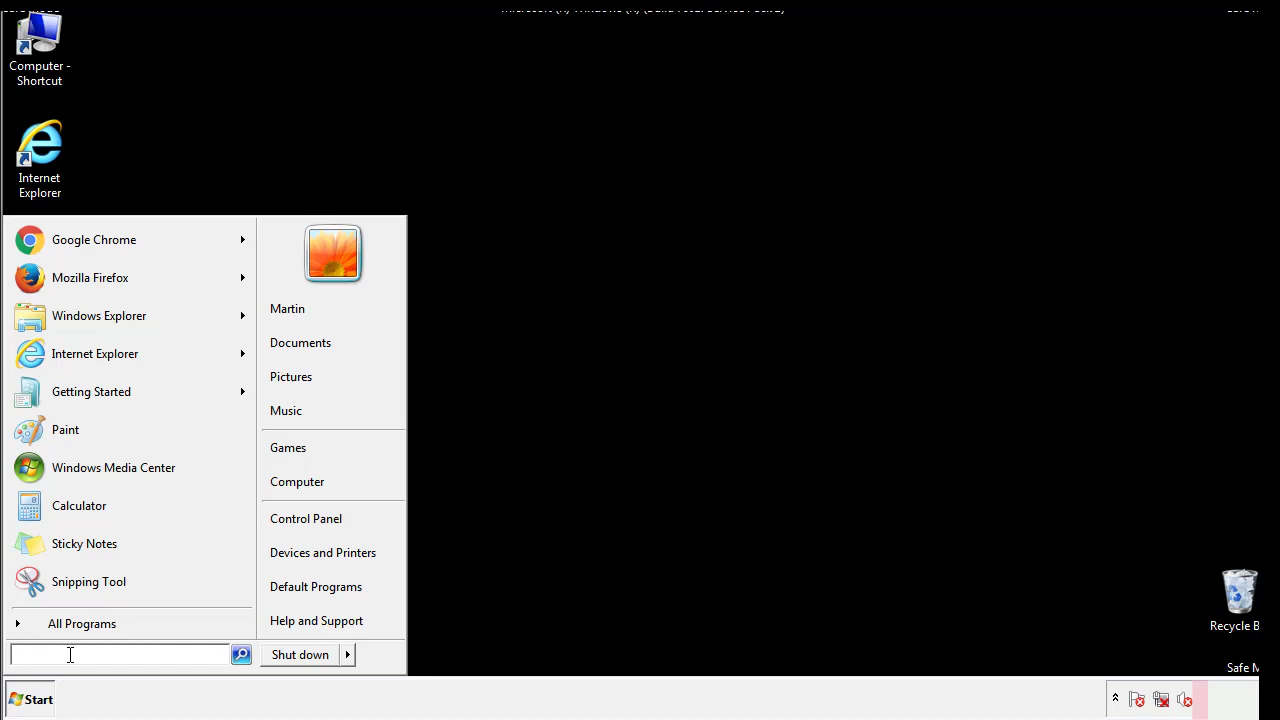 Computer -
Shortcut
Internet
Explorer
Google Chrome
Mozilla Firefox
Windows Explorer
Internet Explorer
Getting Started
Paint
Windows Media Center
Calculator
Sticky Notes
Snipping Tool
All Programs
Martin
Documents
Pictures
Music
Games
Computer
Control Panel
Devices and Printers
Default Programs
Help and Support
Shut down
Recycle B
Safe M
Start